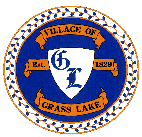 VILLAGE OF
Est. 1829
GL
GRASS LAKE